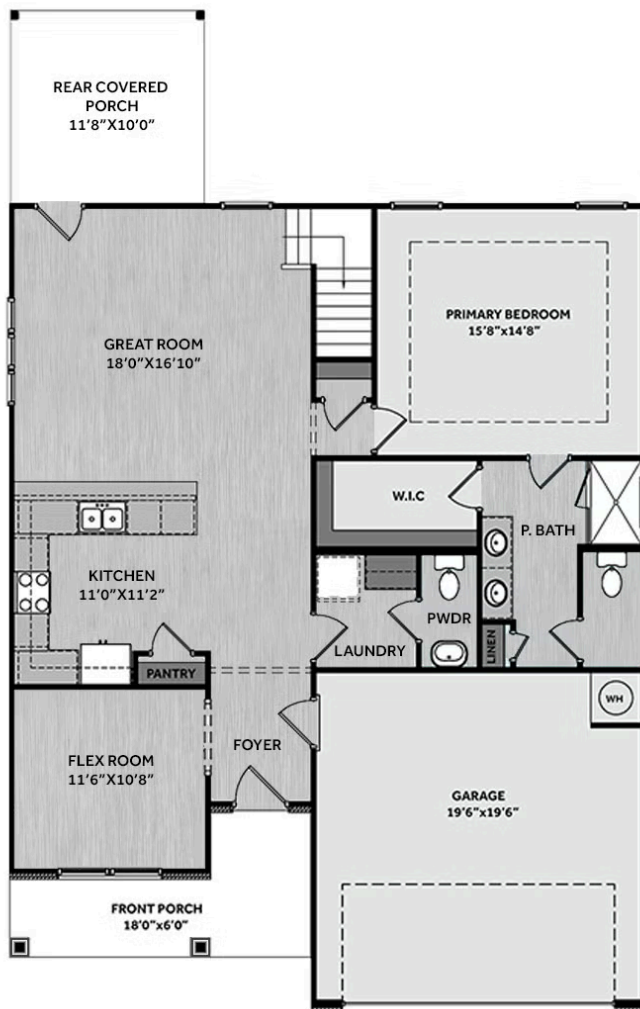 REAR COVERED
PORCH
11'8"X10'0"
GREAT ROOM
18'0"X16'10"
PRIMARY BEDROOM
15'8"x14'8"
W.I.C
P. BATH
KITCHEN
11'0"X11'2"
PWDR
LAUNDRY
LINEN
PANTRY
WH
FOYER
FLEX ROOM
11'6"X10'8"
GARAGE
19'6"x19'6"
FRONT PORCH
18'0"x6'0"